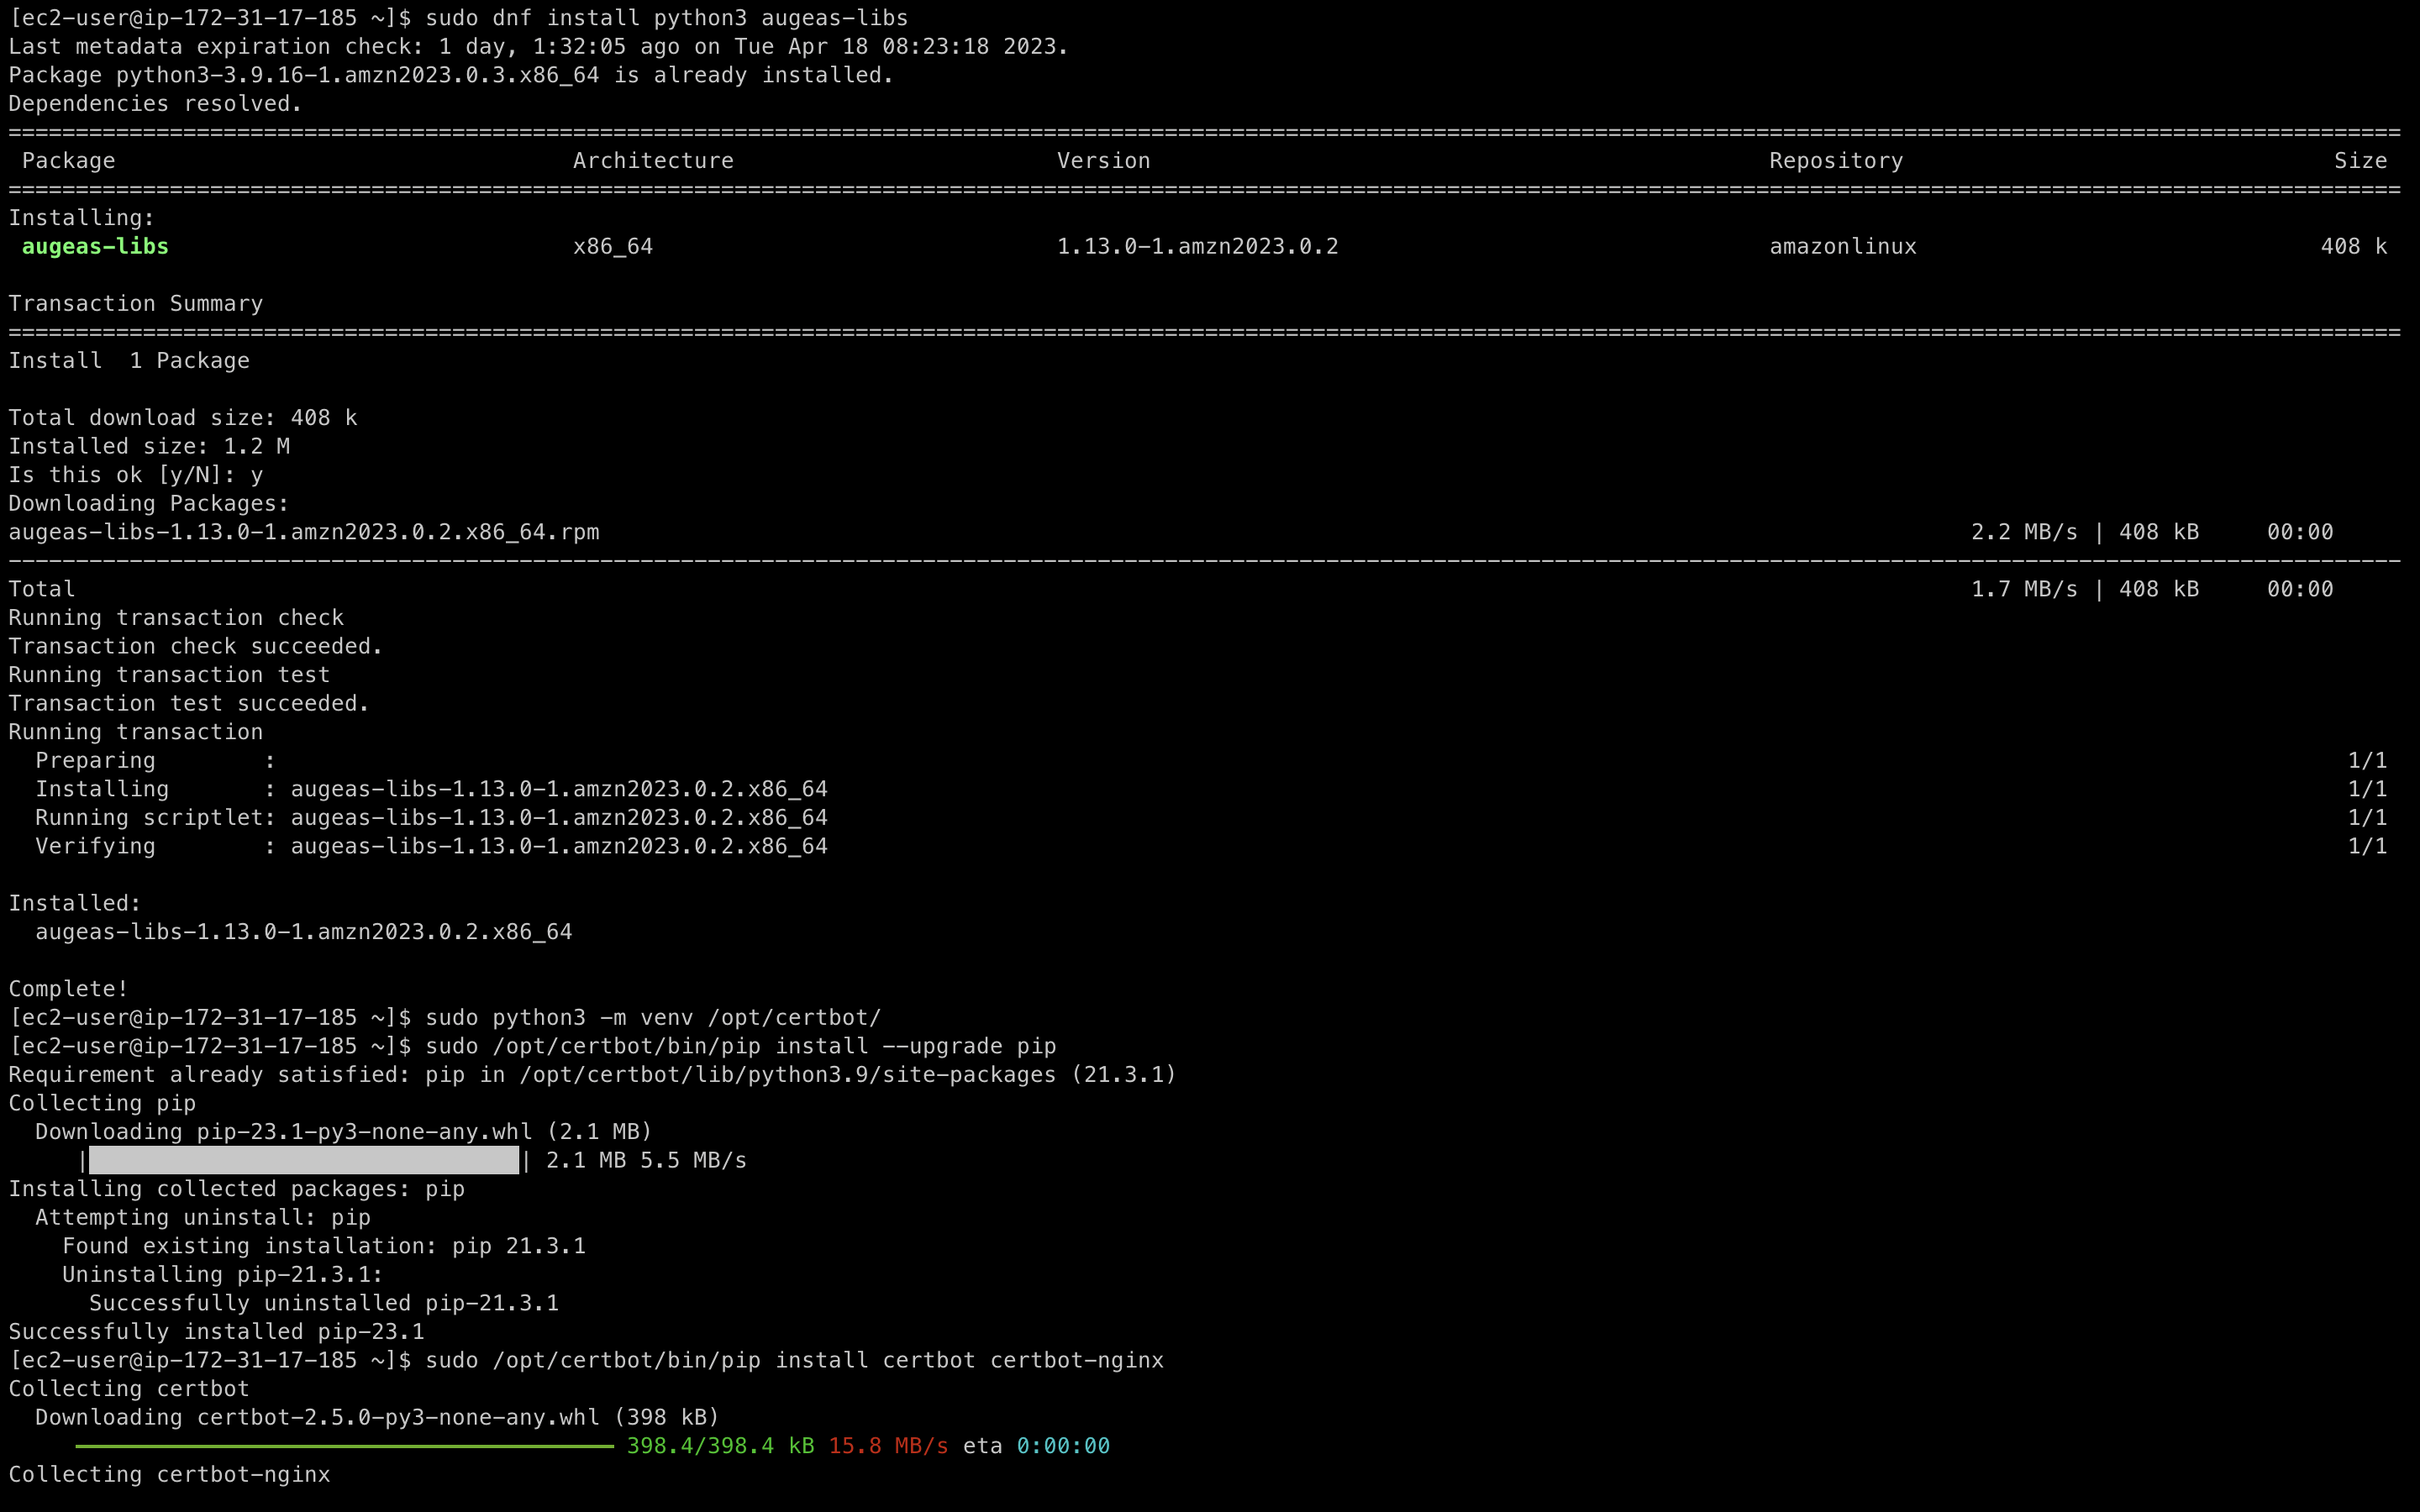 [ec2-user@ip-172-31-17-185 ~]$ sudo dnf install python3 augeas-libs
Last metadata expiration check: 1 day, 1:32:05 ago on Tue Apr 18 08:23:18 2023.
Package python3-3.9.16-1.amzn2023.0.3.x86_64 is already installed.
Dependencies resolved.
Package Architecture Version Repository Size
Installing:
augeas-libs x86_64 1.13.0-1.amzn2023.0.2 amazonlinux 408 k
Transaction Summary
Install 1 Package
Total download size: 408 k
Installed size: 1.2 M
Is this ok [y/N]: y
Downloading Packages:
augeas-libs-1.13.0-1.amzn2023.0.2.x86_64.rpm 2.2 MB/s | 408 kB 00:00
Total 1.7 MB/s | 408 kB 00:00
Running transaction check
Transaction check succeeded.
Running transaction test
Transaction test succeeded.
Running transaction
Preparing : 1/1
Installing : augeas-libs-1.13.0-1.amzn2023.0.2.x86_64 1/1
Running scriptlet: augeas-libs-1.13.0-1.amzn2023.0.2.x86_64 1/1
Verifying : augeas-libs-1.13.0-1.amzn2023.0.2.x86_64 1/1
Installed:
augeas-libs-1.13.0-1.amzn2023.0.2.x86_64
Complete!
[ec2-user@ip-172-31-17-185 ~]$ sudo python3 -m venv /opt/certbot/
[ec2-user@ip-172-31-17-185 ~]$ sudo /opt/certbot/bin/pip install --upgrade pip
Requirement already satisfied: pip in /opt/certbot/lib/python3.9/site-packages (21.3.1)
Collecting pip
Downloading pip-23.1-py3-none-any.whl (2.1 MB)
| | 2.1 MB 5.5 MB/s
Installing collected packages: pip
Attempting uninstall: pip
Found existing installation: pip 21.3.1
Uninstalling pip-21.3.1:
Successfully uninstalled pip-21.3.1
Successfully installed pip-23.1
[ec2-user@ip-172-31-17-185 ~]$ sudo /opt/certbot/bin/pip install certbot certbot-nginx
Collecting certbot
Downloading certbot-2.5.0-py3-none-any.whl (398 kB)
398.4/398.4 kB 15.8 MB/s eta 0:00:00
Collecting certbot-nginx